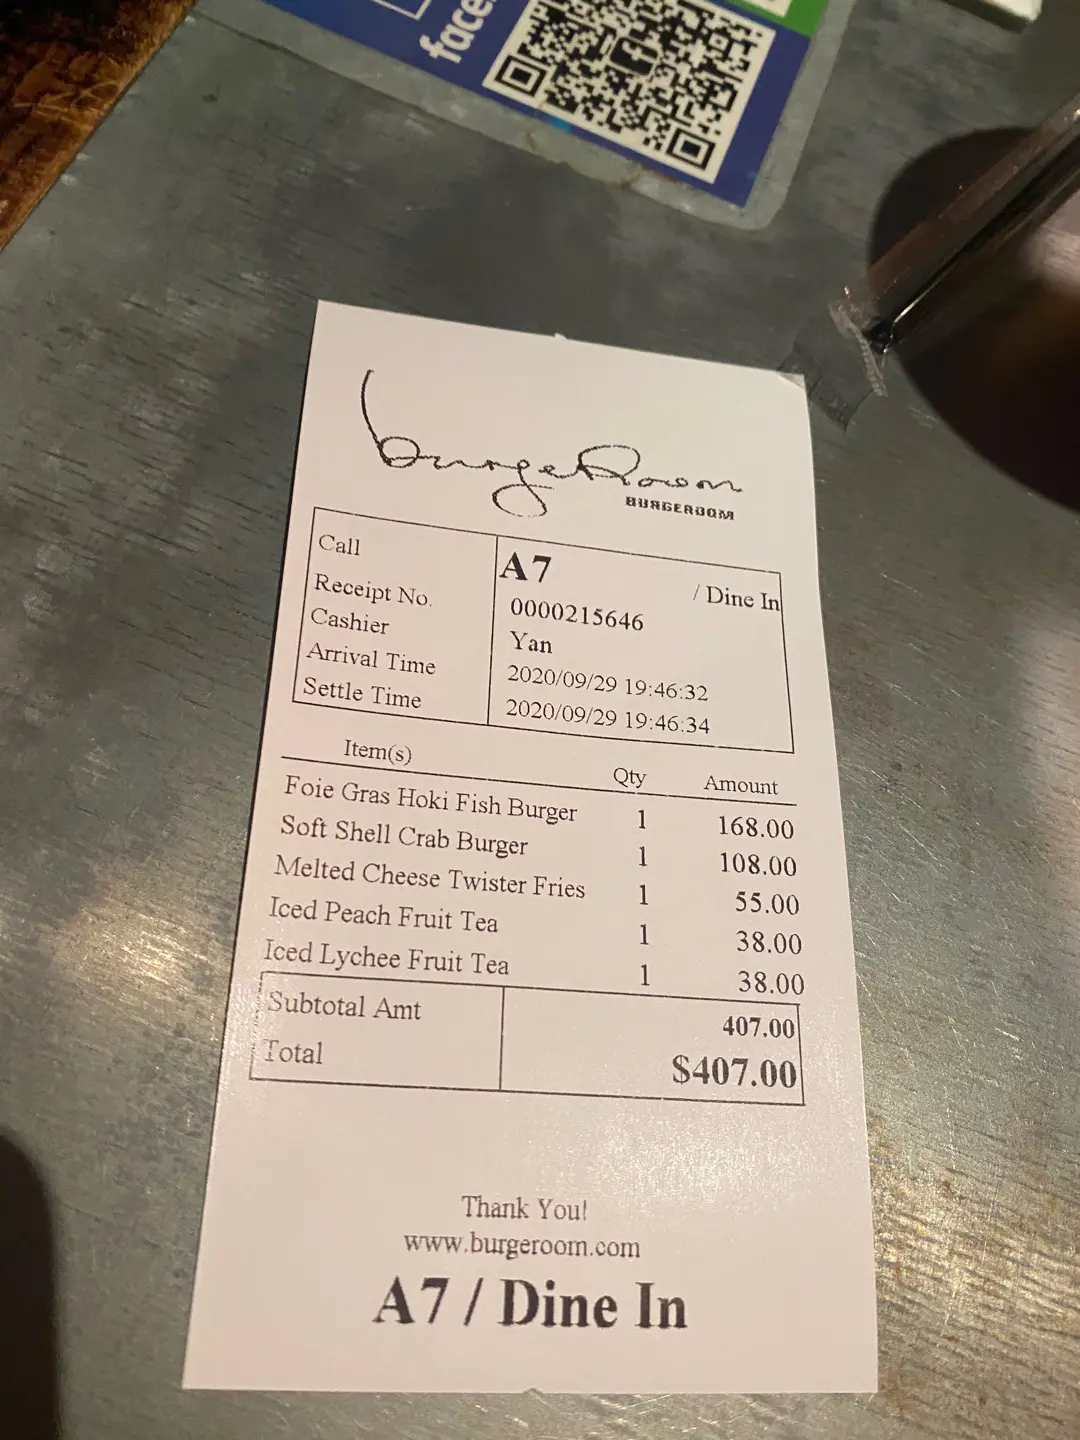 face
burgeRoom
BURGEROOM
Call A7 / Dine In
Receipt No. 0000215646
Cashier Yan
Arrival Time 2020/09/29 19:46:32
Settle Time 2020/09/29 19:46:34
Item(s) Qty Amount
Foie Gras Hoki Fish Burger 1 168.00
Soft Shell Crab Burger 1 108.00
Melted Cheese Twister Fries 1 55.00
Iced Peach Fruit Tea 1 38.00
Iced Lychee Fruit Tea 1 38.00
Subtotal Amt 407.00
Total $407.00
Thank You!
www.burgeroom.com
A7 / Dine In